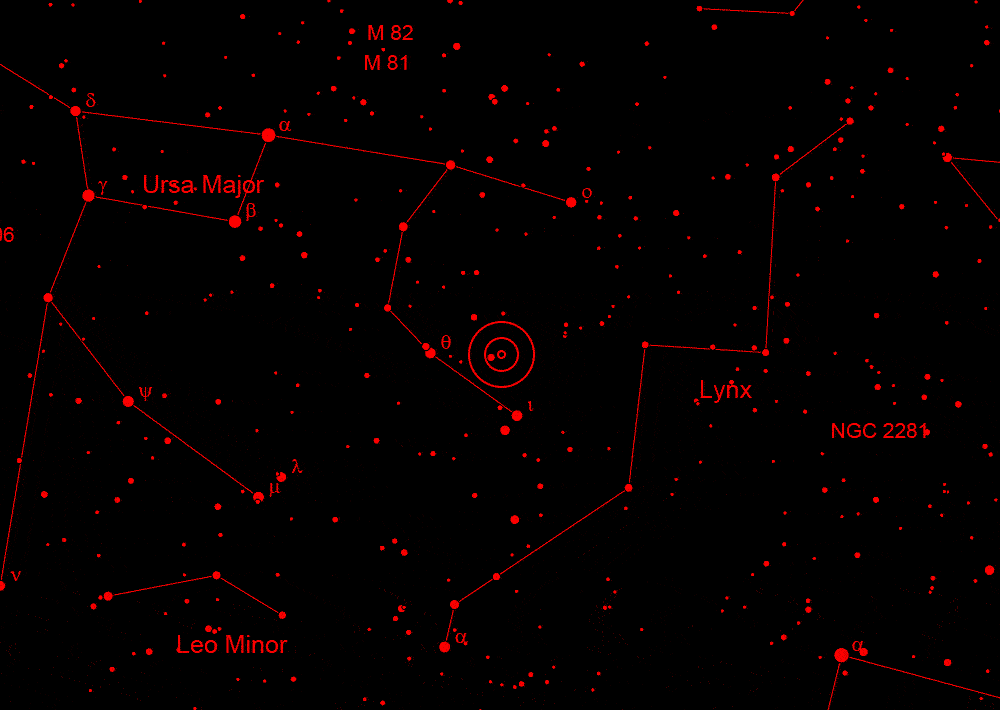 M 82
M 81
δ
α
γ
Ursa Major
ο
β
θ
ψ
Lynx
ι
NGC 2281
λ
μ
ν
α
Leo Minor
α